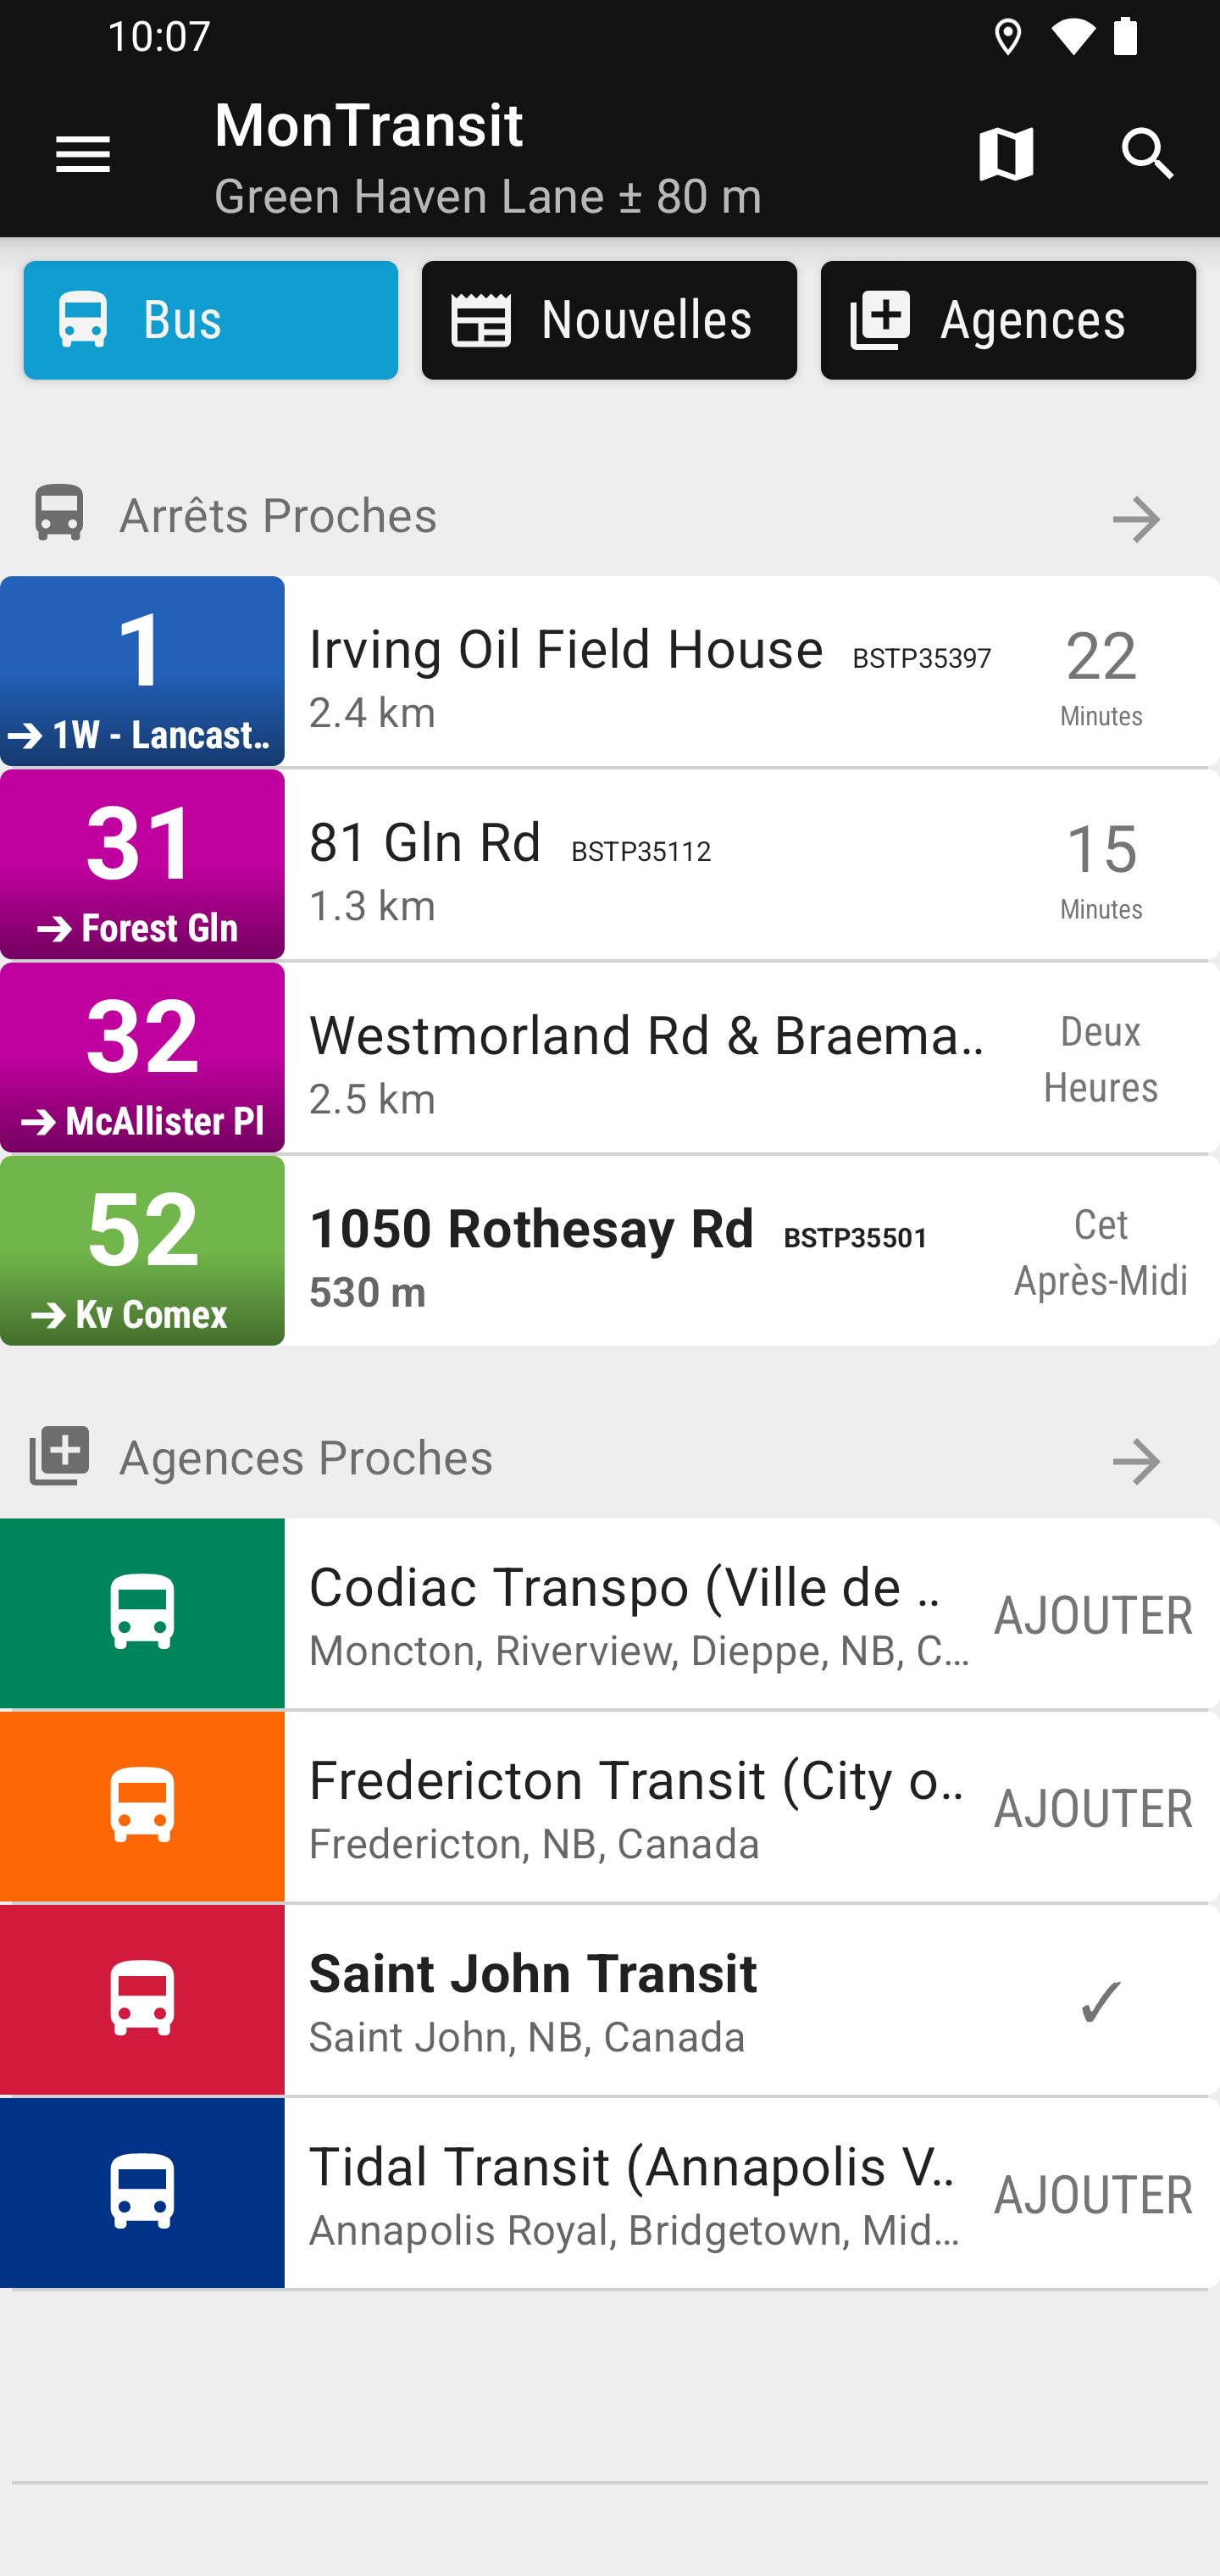 10:07
MonTransit
Green Haven Lane ± 80 m
Bus
Nouvelles
Agences
Arrêts Proches
1
→ 1W - Lancast..
Irving Oil Field House BSTP35397
2.4 km
22
Minutes
31
→ Forest Gln
81 Gln Rd BSTP35112
1.3 km
15
Minutes
32
→ McAllister Pl
Westmorland Rd & Braema..
2.5 km
Deux
Heures
52
→ Kv Comex
1050 Rothesay Rd BSTP35501
530 m
Cet
Après-Midi
Agences Proches
Codiac Transpo (Ville de ..
Moncton, Riverview, Dieppe, NB, C...
AJOUTER
Fredericton Transit (City o..
Fredericton, NB, Canada
AJOUTER
Saint John Transit
Saint John, NB, Canada
✓
Tidal Transit (Annapolis V..
Annapolis Royal, Bridgetown, Mid...
AJOUTER